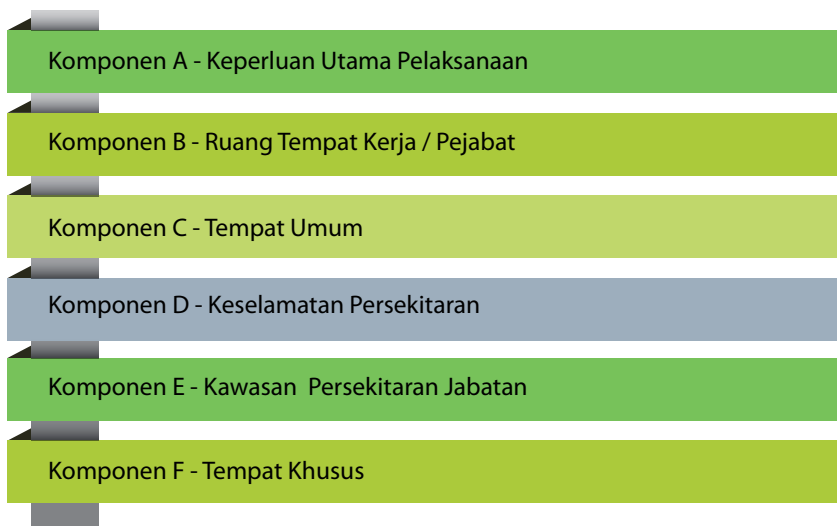 Komponen A - Keperluan Utama Pelaksanaan
Komponen B - Ruang Tempat Kerja / Pejabat
Komponen C - Tempat Umum
Komponen D - Keselamatan Persekitaran
Komponen E - Kawasan Persekitaran Jabatan
Komponen F - Tempat Khusus